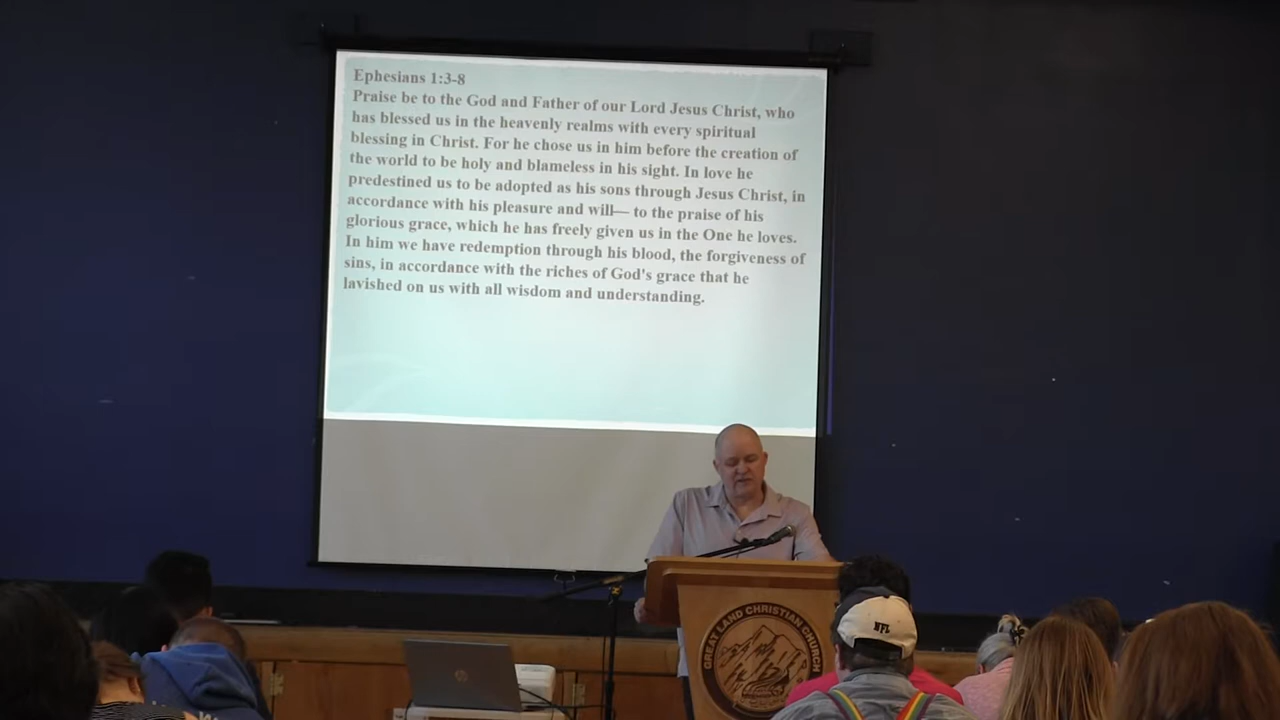 Ephesians 1:3-8
Praise be to the God and Father of our Lord Jesus Christ, who
has blessed us in the heavenly realms with every spiritual
blessing in Christ. For he chose us in him before the creation of
the world to be holy and blameless in his sight. In love he
predestined us to be adopted as his sons through Jesus Christ, in
accordance with his pleasure and will— to the praise of his
glorious grace, which he has freely given us in the One he loves.
In him we have redemption through his blood, the forgiveness of
sins, in accordance with the riches of God's grace that he
lavished on us with all wisdom and understanding.
GREAT LAND CHRISTIAN CHURCH
NFL